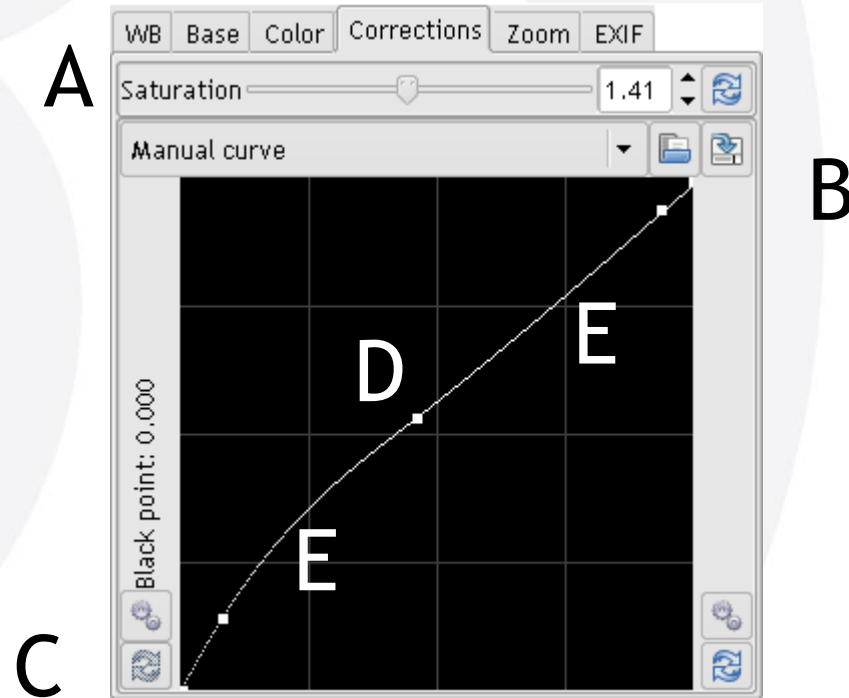 WB Base Color Corrections Zoom EXIF
A
Saturation 1.41
Manual curve
B
E
D
Black point: 0.000
E
C